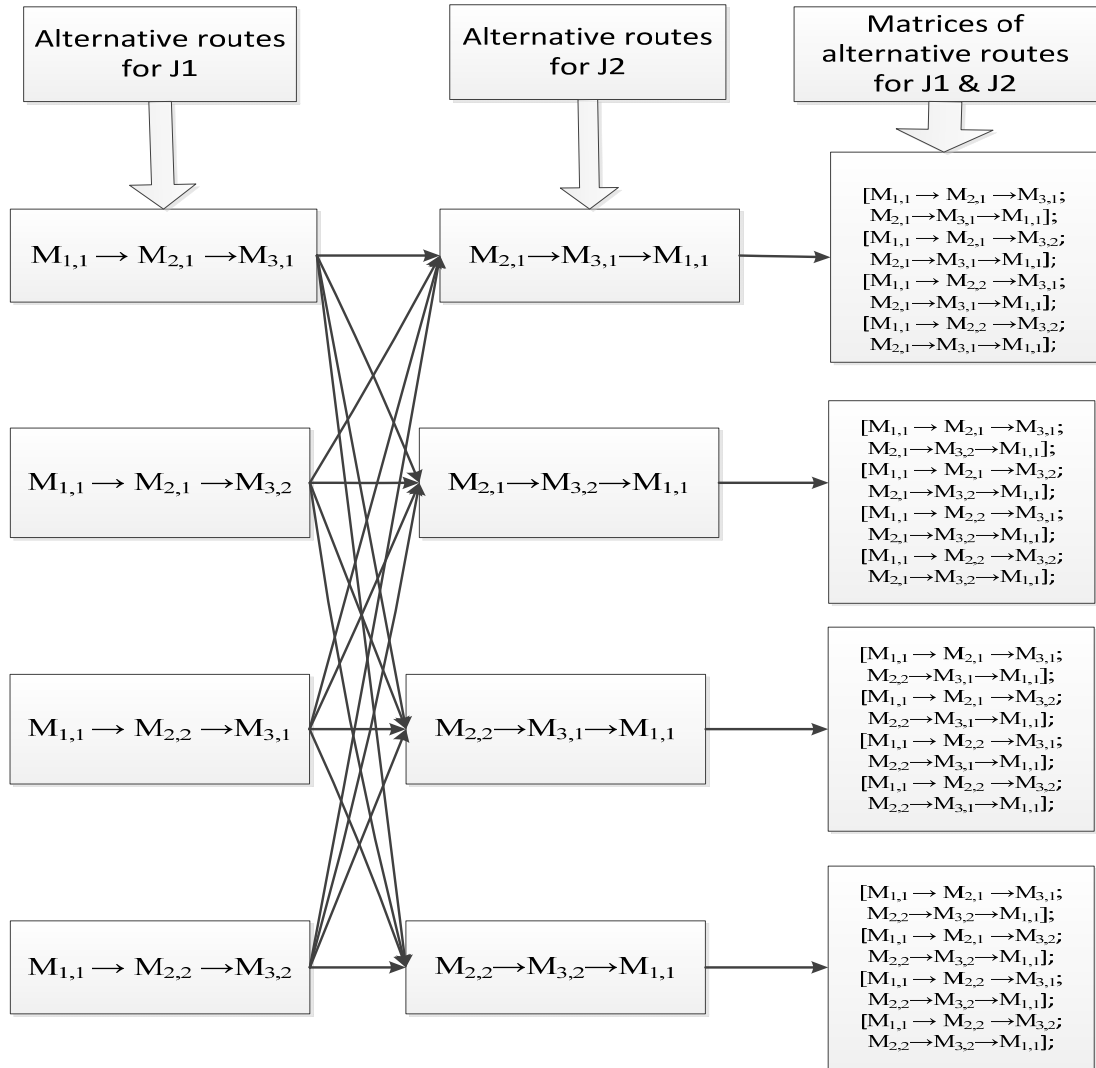 Alternative routes
for J1
Alternative routes
for J2
Matrices of
alternative routes
for J1 & J2
M1,1 → M2,1 →M3,1
M2,1→M3,1→M1,1
[M1,1 → M2,1 →M3,1;
M2,1→M3,1→M1,1];
[M1,1 → M2,1 →M3,2;
M2,1→M3,1→M1,1];
[M1,1 → M2,2 →M3,1;
M2,1→M3,1→M1,1];
[M1,1 → M2,2 →M3,2;
M2,1→M3,1→M1,1];
M1,1 → M2,1 →M3,2
M2,1→M3,2→M1,1
[M1,1 → M2,1 →M3,1;
M2,1→M3,2→M1,1];
[M1,1 → M2,1 →M3,2;
M2,1→M3,2→M1,1];
[M1,1 → M2,2 →M3,1;
M2,1→M3,2→M1,1];
[M1,1 → M2,2 →M3,2;
M2,1→M3,2→M1,1];
M1,1 → M2,2 →M3,1
M2,2→M3,1→M1,1
[M1,1 → M2,1 →M3,1;
M2,2→M3,1→M1,1];
[M1,1 → M2,1 →M3,2;
M2,2→M3,1→M1,1];
[M1,1 → M2,2 →M3,1;
M2,2→M3,1→M1,1];
[M1,1 → M2,2 →M3,2;
M2,2→M3,1→M1,1];
M1,1 → M2,2 →M3,2
M2,2→M3,2→M1,1
[M1,1 → M2,1 →M3,1;
M2,2→M3,2→M1,1];
[M1,1 → M2,1 →M3,2;
M2,2→M3,2→M1,1];
[M1,1 → M2,2 →M3,1;
M2,2→M3,2→M1,1];
[M1,1 → M2,2 →M3,2;
M2,2→M3,2→M1,1];